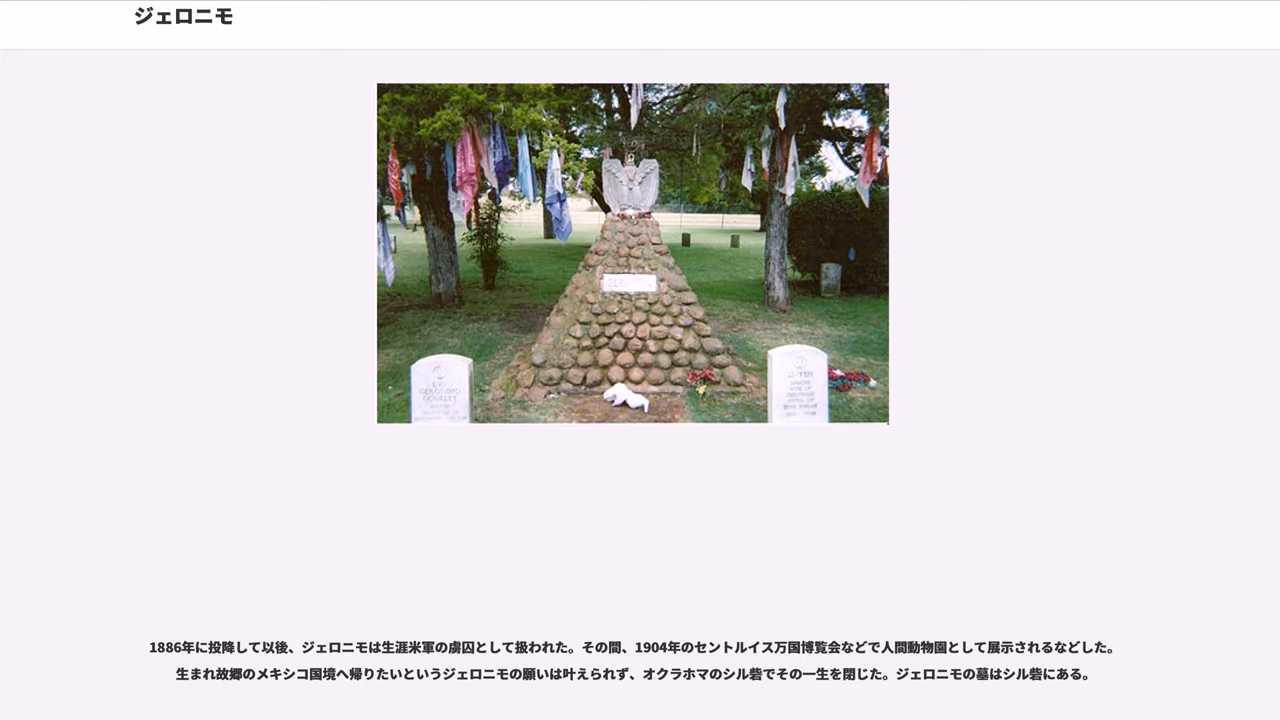 ジェロニモ
GERONIMO
EVA
GERONIMO
GODELEY
ZI-YEH
1886年に投降して以後、ジェロニモは生涯米軍の虜囚として扱われた。その間、1904年のセントルイス万国博覧会などで人間動物園として展示されるなどした。
生まれ故郷のメキシコ国境へ帰りたいというジェロニモの願いは叶えられず、オクラホマのシル砦でその一生を閉じた。ジェロニモの墓はシル砦にある。